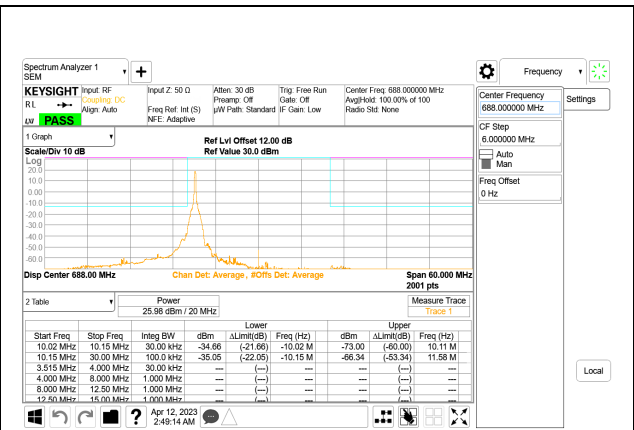 Spectrum Analyzer 1
SEM
Frequency
KEYSIGHT
RL
LXI PASS
Input: RF
Coupling: DC
Align: Auto
Input Z: 50 Ω
Freq Ref: Int (S)
NFE: Adaptive
Atten: 30 dB
Preamp: Off
µW Path: Standard
Trig: Free Run
Gate: Off
IF Gain: Low
Center Freq: 688.000000 MHz
Avg|Hold: 100.00% of 100
Radio Std: None
Center Frequency
688.000000 MHz
Settings
CF Step
6.000000 MHz
Auto
Man
Freq Offset
0 Hz
1 Graph
Scale/Div 10 dB
Ref Lvl Offset 12.00 dB
Ref Value 30.0 dBm
Log
20.0
10.0
0.00
-10.0
-20.0
-30.0
-40.0
-50.0
-60.0
Disp Center 688.00 MHz
Chan Det: Average , #Offs Det: Average
Span 60.000 MHz
2001 pts
2 Table
Power
25.98 dBm / 20 MHz
Measure Trace
Trace 1
Lower Upper
Start Freq Stop Freq Integ BW dBm ΔLimit(dB) Freq (Hz) dBm ΔLimit(dB) Freq (Hz)
10.02 MHz 10.15 MHz 30.00 kHz -34.66 (-21.66) -10.02 M -73.00 (-60.00) 10.11 M
10.15 MHz 30.00 MHz 100.0 kHz -35.05 (-22.05) -10.15 M -66.34 (-53.34) 11.58 M
3.515 MHz 4.000 MHz 30.00 kHz --- (---) --- --- (---) ---
4.000 MHz 8.000 MHz 1.000 MHz --- (---) --- --- (---) ---
8.000 MHz 12.50 MHz 1.000 MHz --- (---) --- --- (---) ---
12.50 MHz 15.00 MHz 1.000 MHz --- (---) --- --- (---) ---
Local
? Apr 12, 2023
2:49:14 AM